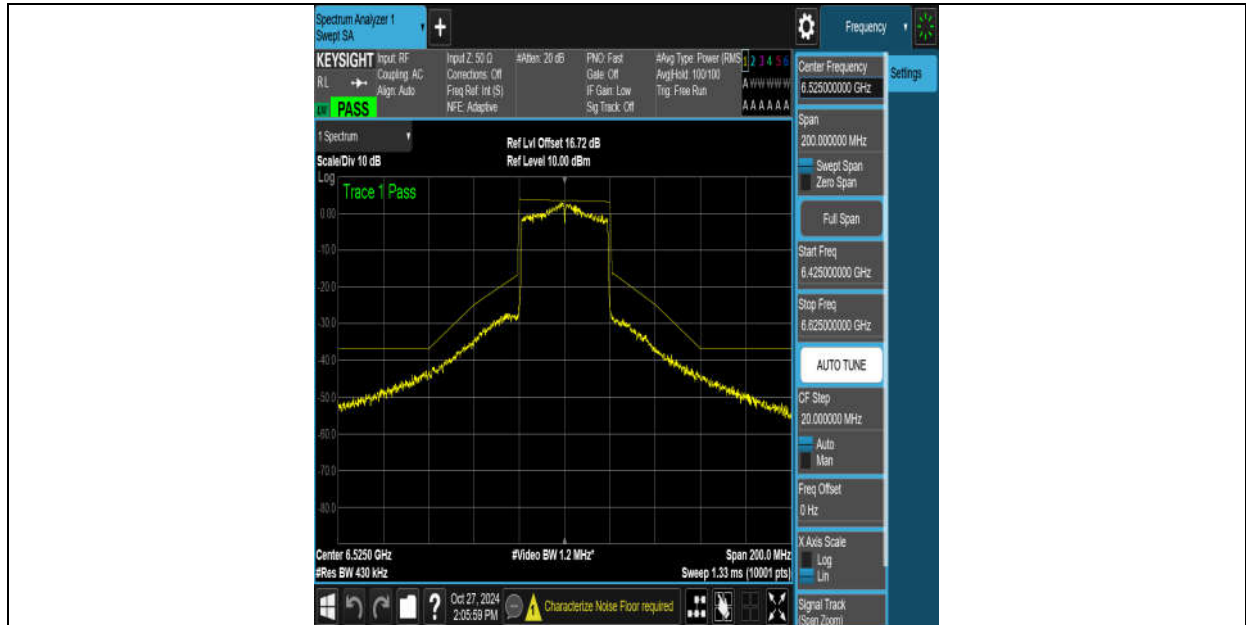 Spectrum Analyzer 1
Swept SA
+
Frequency
KEYSIGHT
RL
PASS
Input: RF
Coupling: AC
Align: Auto
Input Z: 50 Ω
Corrections: Off
Freq Ref: Int (S)
NFE: Adaptive
#Atten: 20 dB
PNO: Fast
Gate: Off
IF Gain: Low
Sig Track: Off
#Avg Type: Power (RMS
Avg|Hold: 100/100
Trig: Free Run
1 2 3 4 5 6
A W W W W W
A A A A A A
Center Frequency
6.525000000 GHz
Settings
Span
200.000000 MHz
Swept Span
Zero Span
Full Span
Start Freq
6.425000000 GHz
Stop Freq
6.625000000 GHz
AUTO TUNE
CF Step
20.000000 MHz
Auto
Man
Freq Offset
0 Hz
X Axis Scale
Log
Lin
Signal Track
(Span Zoom)
1 Spectrum
Scale/Div 10 dB
Ref Lvl Offset 16.72 dB
Ref Level 10.00 dBm
Log
Trace 1 Pass
0.00
-10.0
-20.0
-30.0
-40.0
-50.0
-60.0
-70.0
-80.0
Center 6.5250 GHz
#Video BW 1.2 MHz*
Span 200.0 MHz
#Res BW 430 kHz
Sweep 1.33 ms (10001 pts)
?
Oct 27, 2024
2:05:59 PM
Characterize Noise Floor required